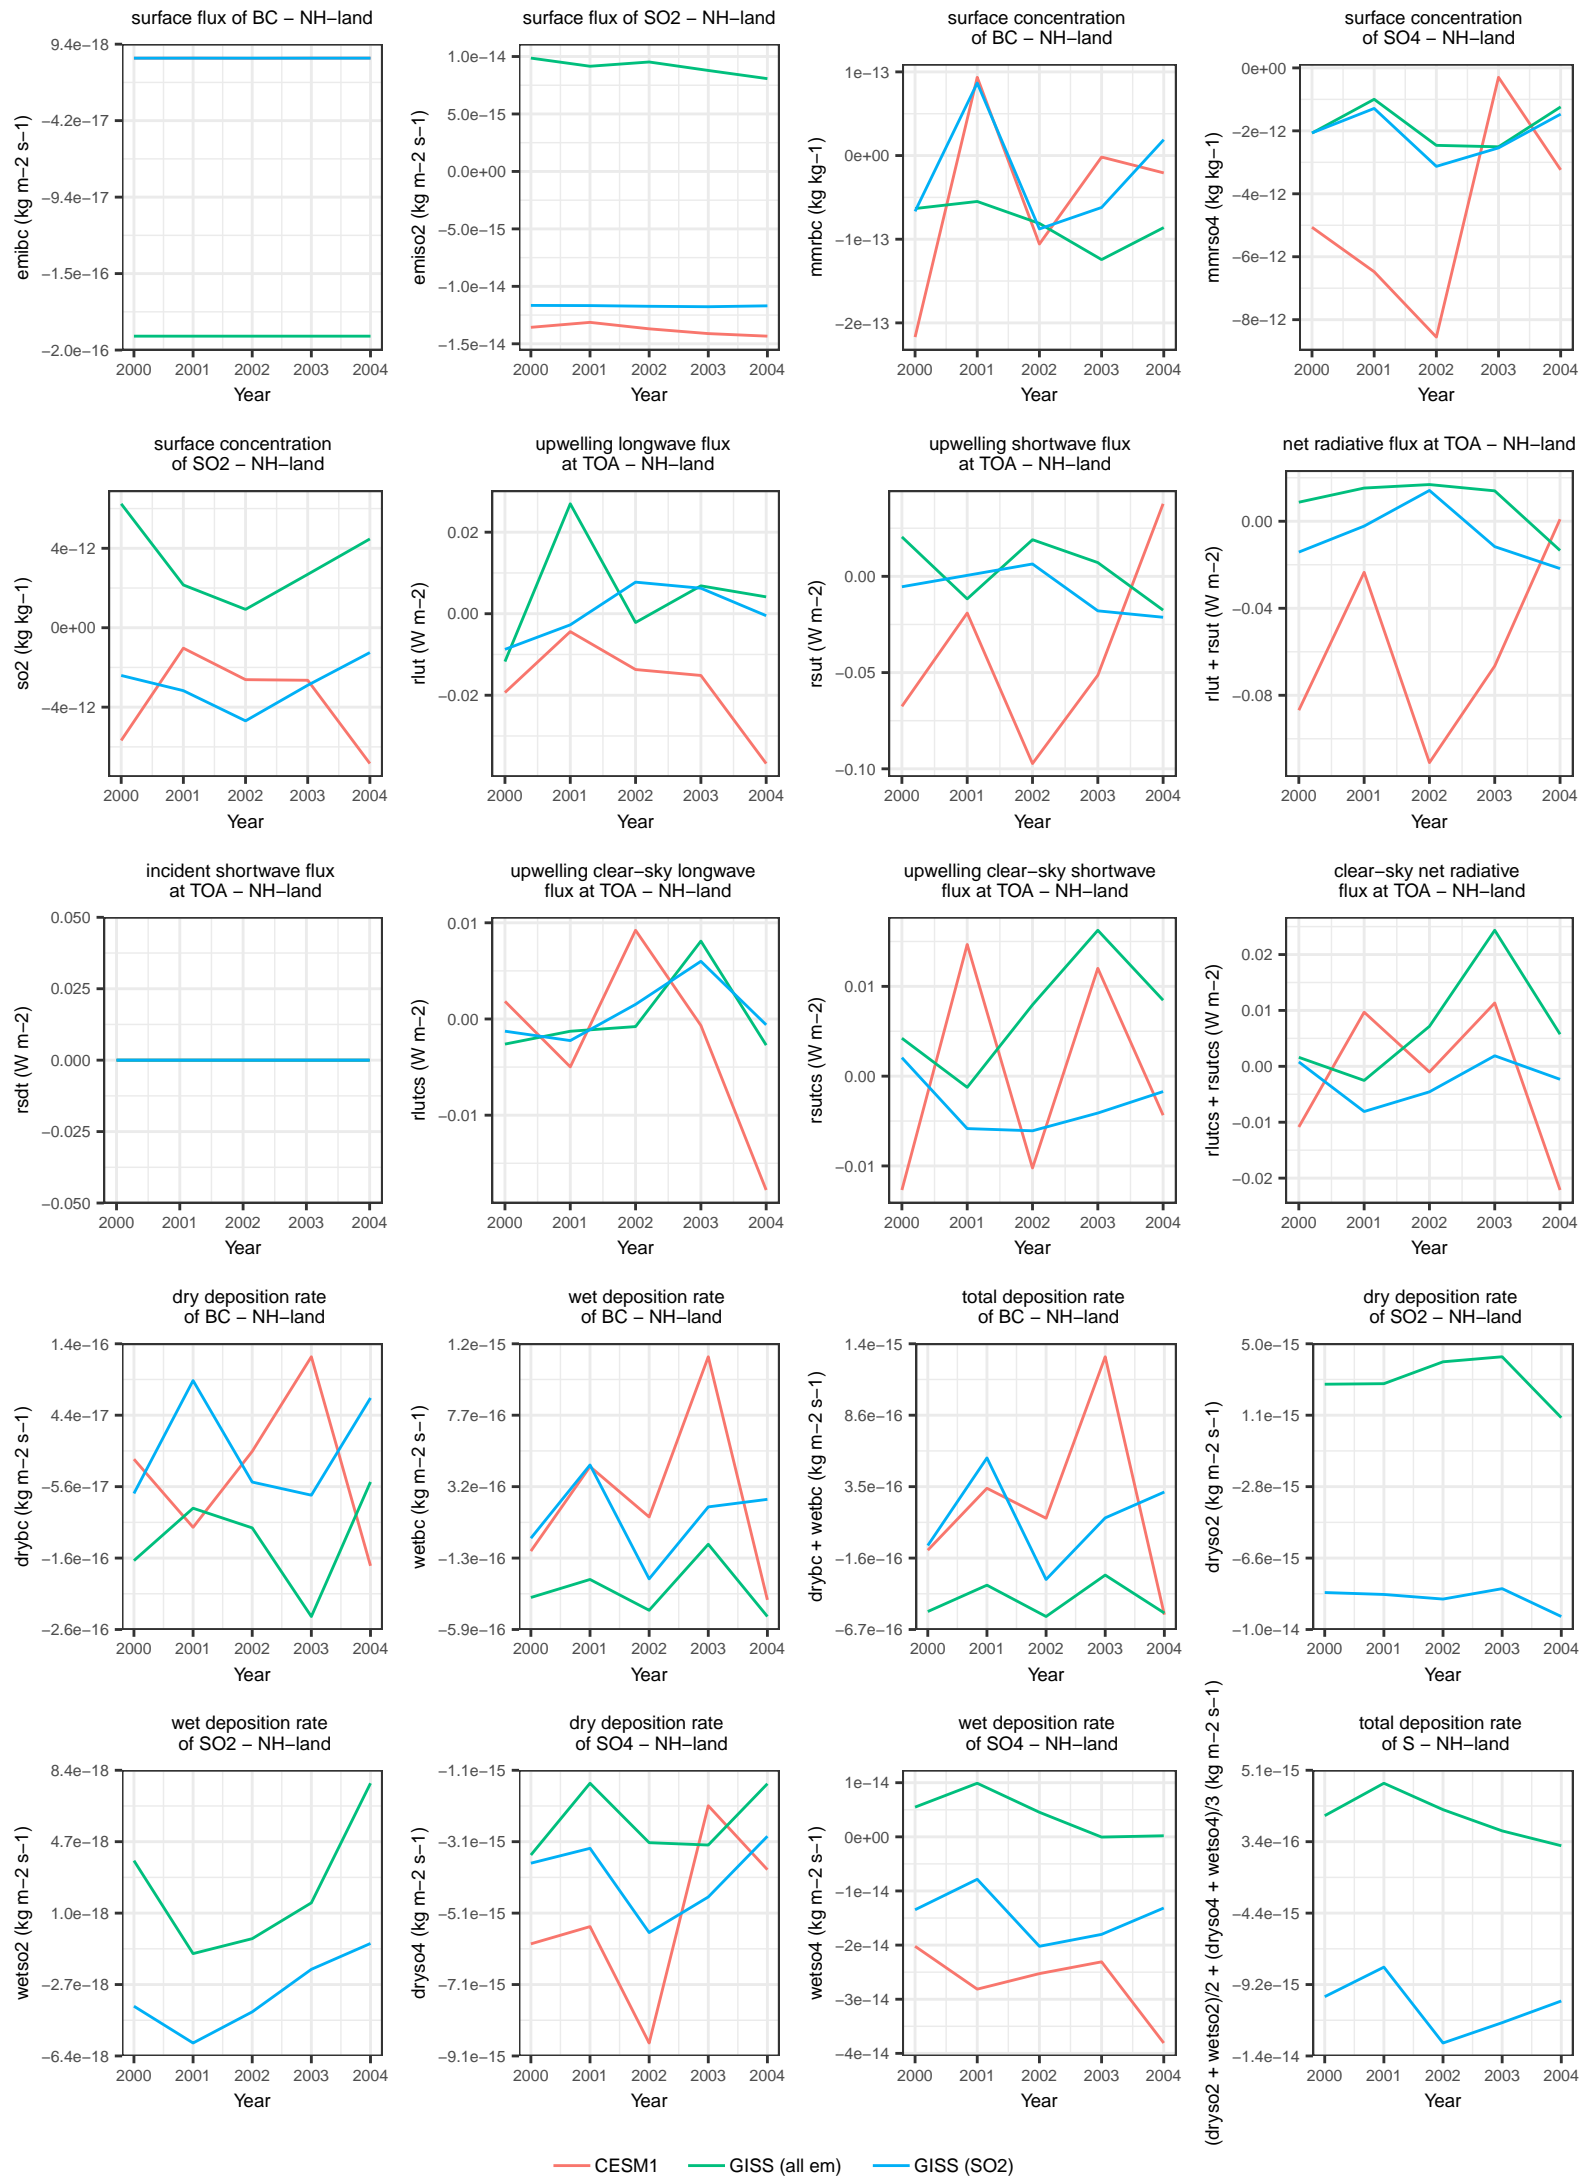 surface flux of BC − NH−land
9.4e−18
−4.2e−17
−9.4e−17
−1.5e−16
−2.0e−16
emibc (kg m−2 s−1)
2000 2001 2002 2003 2004
Year
surface flux of SO2 − NH−land
1.0e−14
5.0e−15
0.0e+00
−5.0e−15
−1.0e−14
−1.5e−14
emiso2 (kg m−2 s−1)
2000 2001 2002 2003 2004
Year
surface concentration
of BC − NH−land
1e−13
0e+00
−1e−13
−2e−13
mmrbc (kg kg−1)
2000 2001 2002 2003 2004
Year
surface concentration
of SO4 − NH−land
0e+00
−2e−12
−4e−12
−6e−12
−8e−12
mmrso4 (kg kg−1)
2000 2001 2002 2003 2004
Year
surface concentration
of SO2 − NH−land
4e−12
0e+00
−4e−12
so2 (kg kg−1)
2000 2001 2002 2003 2004
Year
upwelling longwave flux
at TOA − NH−land
0.02
0.00
−0.02
rlut (W m−2)
2000 2001 2002 2003 2004
Year
upwelling shortwave flux
at TOA − NH−land
0.00
−0.05
−0.10
rsut (W m−2)
2000 2001 2002 2003 2004
Year
net radiative flux at TOA − NH−land
0.00
−0.04
−0.08
rlut + rsut (W m−2)
2000 2001 2002 2003 2004
Year
incident shortwave flux
at TOA − NH−land
0.050
0.025
0.000
−0.025
−0.050
rsdt (W m−2)
2000 2001 2002 2003 2004
Year
upwelling clear−sky longwave
flux at TOA − NH−land
0.01
0.00
−0.01
rlutcs (W m−2)
2000 2001 2002 2003 2004
Year
upwelling clear−sky shortwave
flux at TOA − NH−land
0.01
0.00
−0.01
rsutcs (W m−2)
2000 2001 2002 2003 2004
Year
clear−sky net radiative
flux at TOA − NH−land
0.02
0.01
0.00
−0.01
−0.02
rlutcs + rsutcs (W m−2)
2000 2001 2002 2003 2004
Year
dry deposition rate
of BC − NH−land
1.4e−16
4.4e−17
−5.6e−17
−1.6e−16
−2.6e−16
drybc (kg m−2 s−1)
2000 2001 2002 2003 2004
Year
wet deposition rate
of BC − NH−land
1.2e−15
7.7e−16
3.2e−16
−1.3e−16
−5.9e−16
wetbc (kg m−2 s−1)
2000 2001 2002 2003 2004
Year
total deposition rate
of BC − NH−land
1.4e−15
8.6e−16
3.5e−16
−1.6e−16
−6.7e−16
drybc + wetbc (kg m−2 s−1)
2000 2001 2002 2003 2004
Year
dry deposition rate
of SO2 − NH−land
5.0e−15
1.1e−15
−2.8e−15
−6.6e−15
−1.0e−14
dryso2 (kg m−2 s−1)
2000 2001 2002 2003 2004
Year
wet deposition rate
of SO2 − NH−land
8.4e−18
4.7e−18
1.0e−18
−2.7e−18
−6.4e−18
wetso2 (kg m−2 s−1)
2000 2001 2002 2003 2004
Year
dry deposition rate
of SO4 − NH−land
−1.1e−15
−3.1e−15
−5.1e−15
−7.1e−15
−9.1e−15
dryso4 (kg m−2 s−1)
2000 2001 2002 2003 2004
Year
wet deposition rate
of SO4 − NH−land
1e−14
0e+00
−1e−14
−2e−14
−3e−14
−4e−14
wetso4 (kg m−2 s−1)
2000 2001 2002 2003 2004
Year
total deposition rate
of S − NH−land
5.1e−15
3.4e−16
−4.4e−15
−9.2e−15
−1.4e−14
(dryso2 + wetso2)/2 + (dryso4 + wetso4)/3 (kg m−2 s−1)
2000 2001 2002 2003 2004
Year
CESM1 GISS (all em) GISS (SO2)